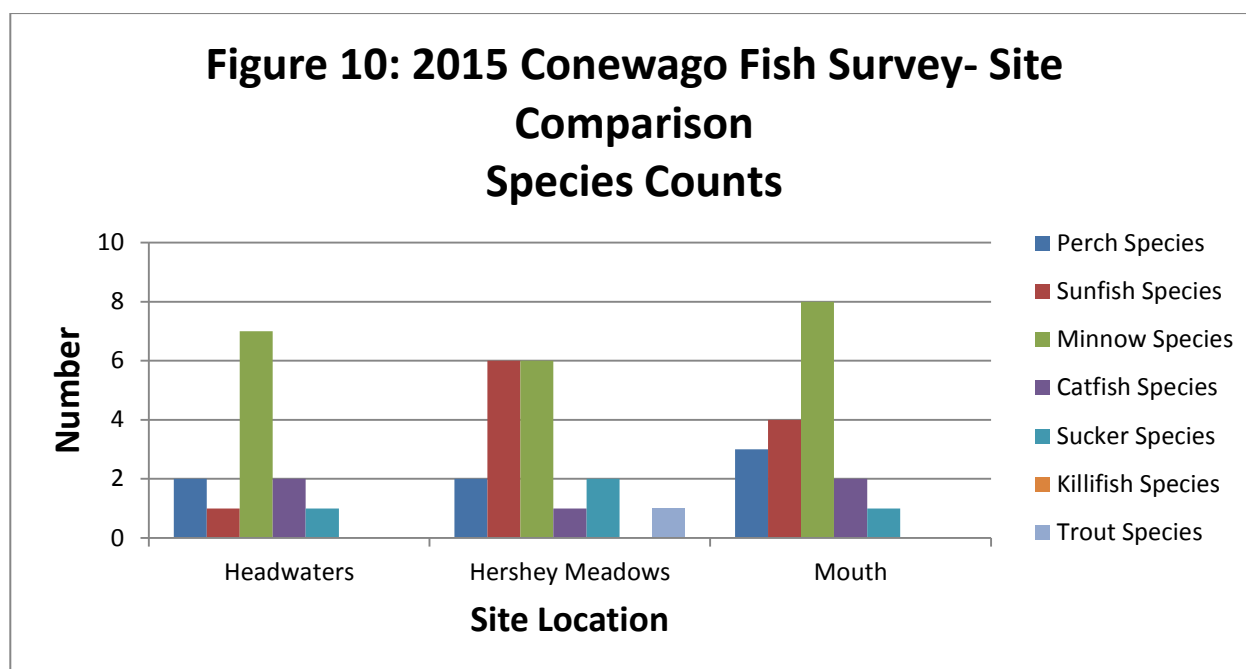 Figure 10: 2015 Conewago Fish Survey- Site
Comparison
Species Counts
10
8
6
4
2
0
Number
Headwaters
Hershey Meadows
Mouth
Site Location
Perch Species
Sunfish Species
Minnow Species
Catfish Species
Sucker Species
Killifish Species
Trout Species